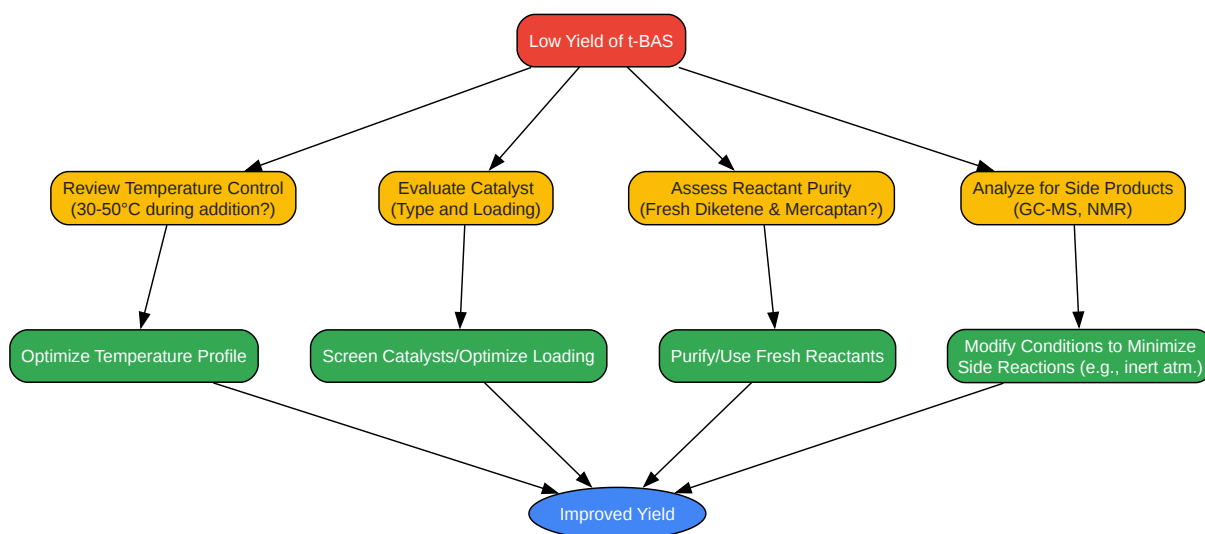 Low Yield of t-BAS
Review Temperature Control
(30-50°C during addition?)
Evaluate Catalyst
(Type and Loading)
Assess Reactant Purity
(Fresh Diketene & Mercaptan?)
Analyze for Side Products
(GC-MS, NMR)
Optimize Temperature Profile
Screen Catalysts/Optimize Loading
Purify/Use Fresh Reactants
Modify Conditions to Minimize
Side Reactions (e.g., inert atm.)
Improved Yield